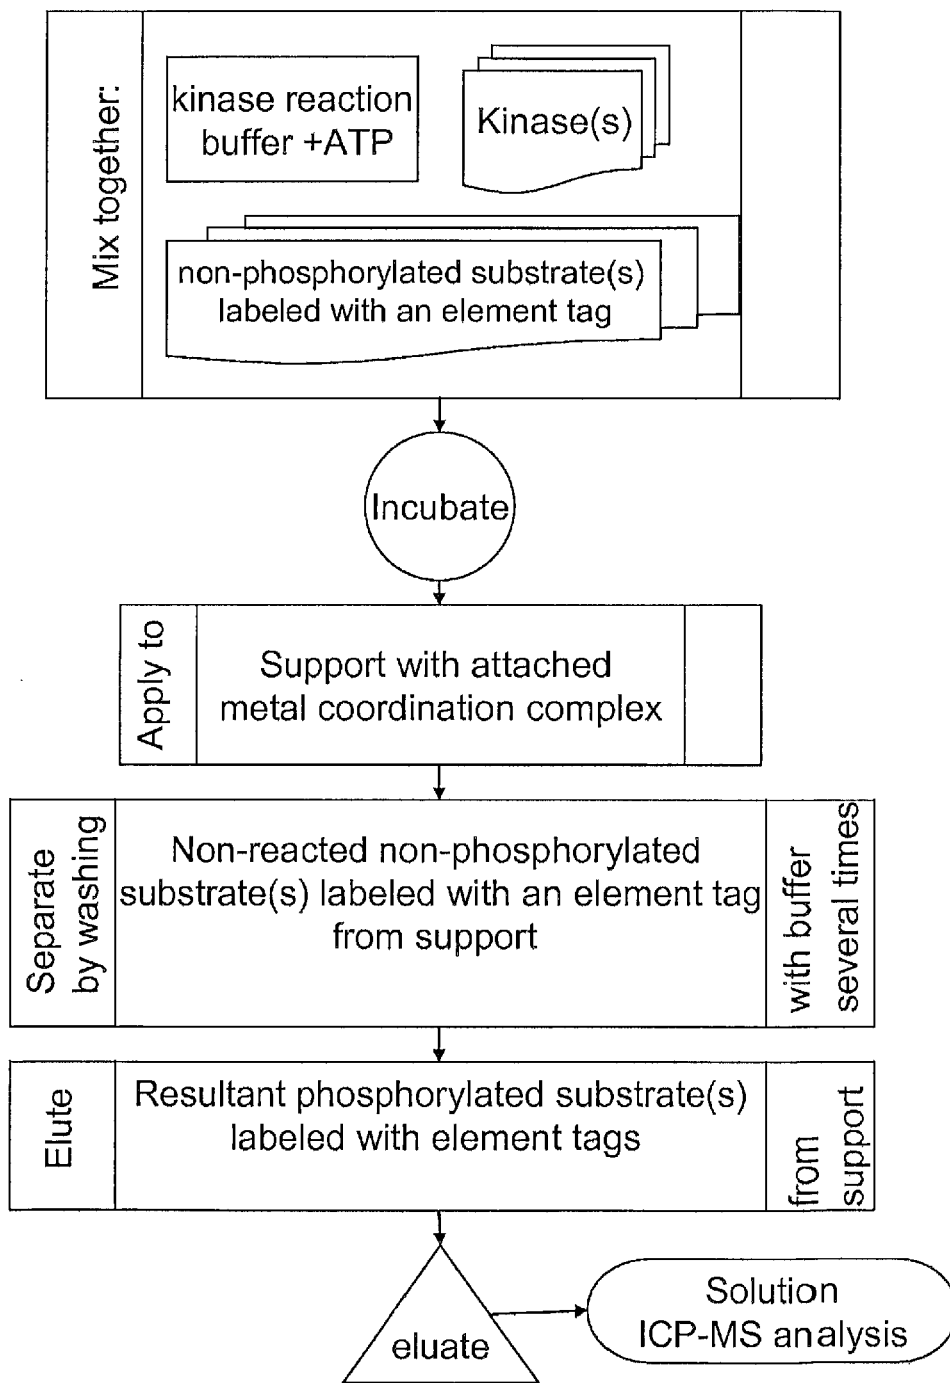 Mix together:
kinase reaction
buffer +ATP
Kinase(s)
non-phosphorylated substrate(s)
labeled with an element tag
Incubate
Apply to
Support with attached
metal coordination complex
Separate
by washing
Non-reacted non-phosphorylated
substrate(s) labeled with an element tag
from support
with buffer
several times
Elute
Resultant phosphorylated substrate(s)
labeled with element tags
from
support
eluate
Solution
ICP-MS analysis